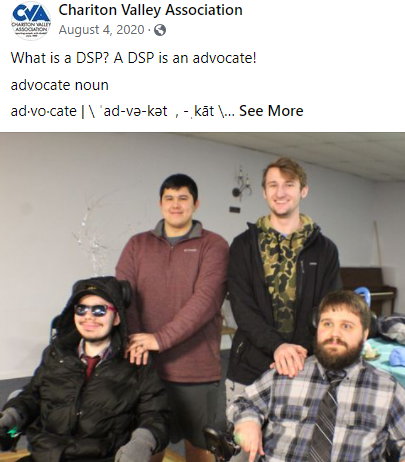 CVA
CHARITON VALLEY
ASSOCIATION
Chariton Valley Association
August 4, 2020 ·
What is a DSP? A DSP is an advocate!
advocate noun
ad·vo·cate | \ ˈad-və-kət , -ˌkāt \... See More